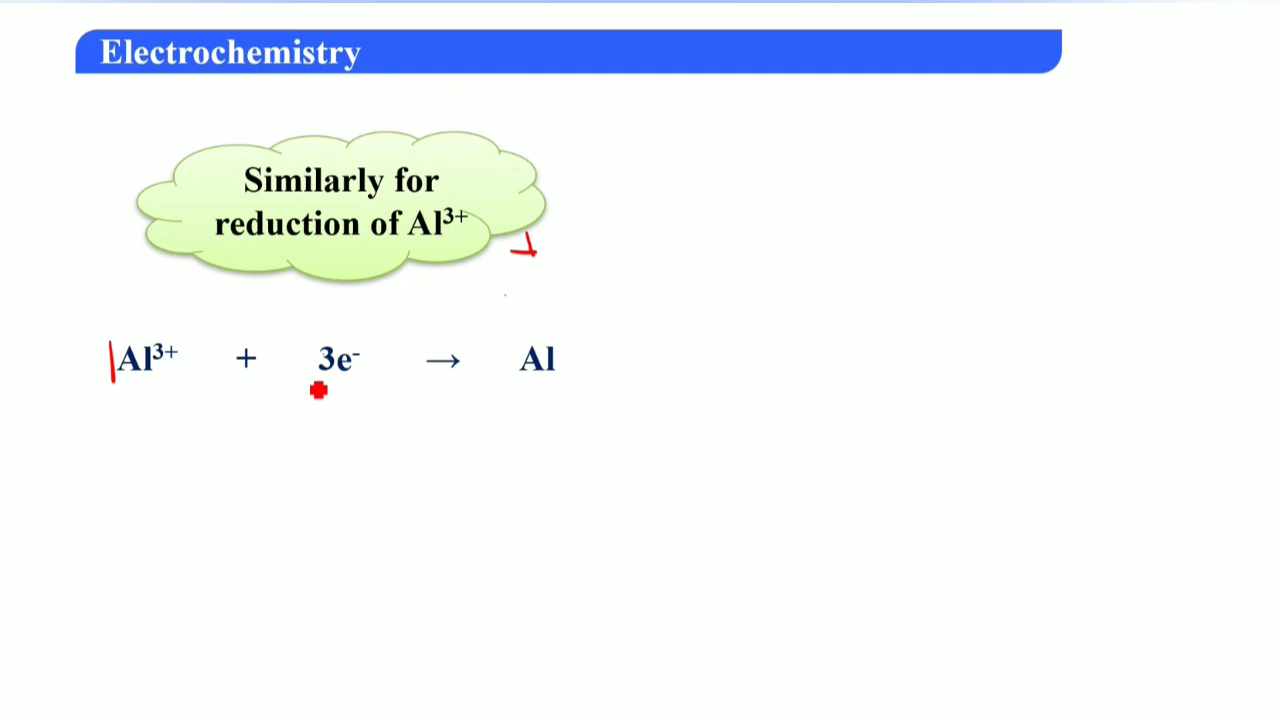 Electrochemistry
Similarly for
reduction of Al³⁺
Al³⁺ + 3e⁻ → Al